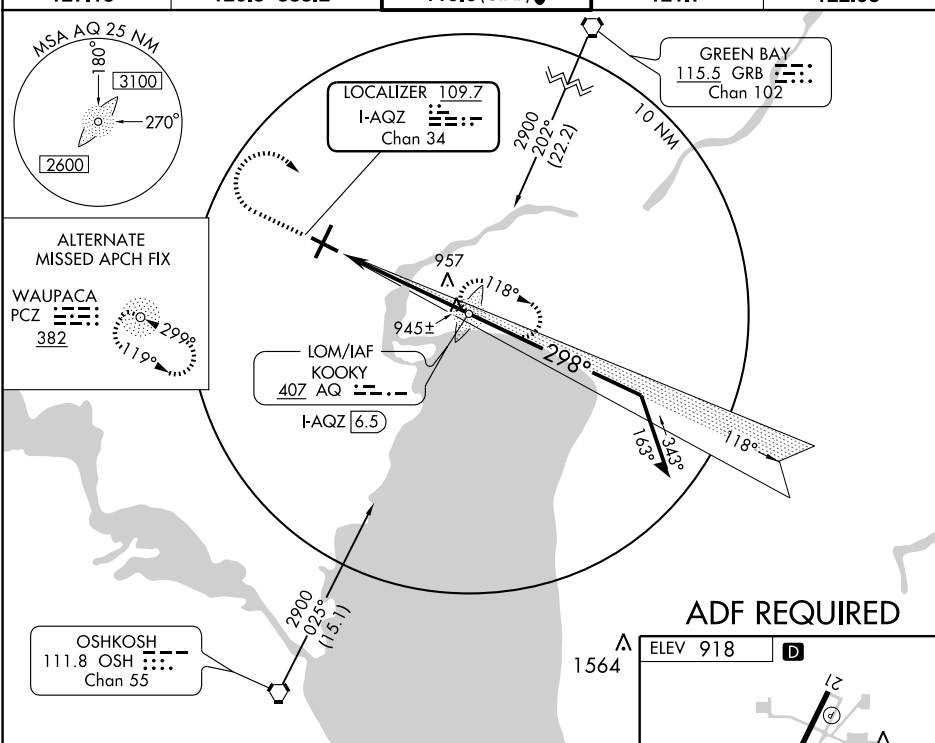 MSA AQ 25 NM
180°
3100
270°
2600
LOCALIZER 109.7
I-AQZ
Chan 34
GREEN BAY
115.5 GRB
Chan 102
10 NM
2900
202°
(22.2)
ALTERNATE
MISSED APCH FIX
WAUPACA
PCZ
382
299°
119°
957
118°
945±
LOM/IAF
KOOKY
407 AQ
I-AQZ 6.5
298°
163°
343°
118°
2900
025°
(15.1)
OSHKOSH
111.8 OSH
Chan 55
ADF REQUIRED
1564
ELEV 918
D
21
P